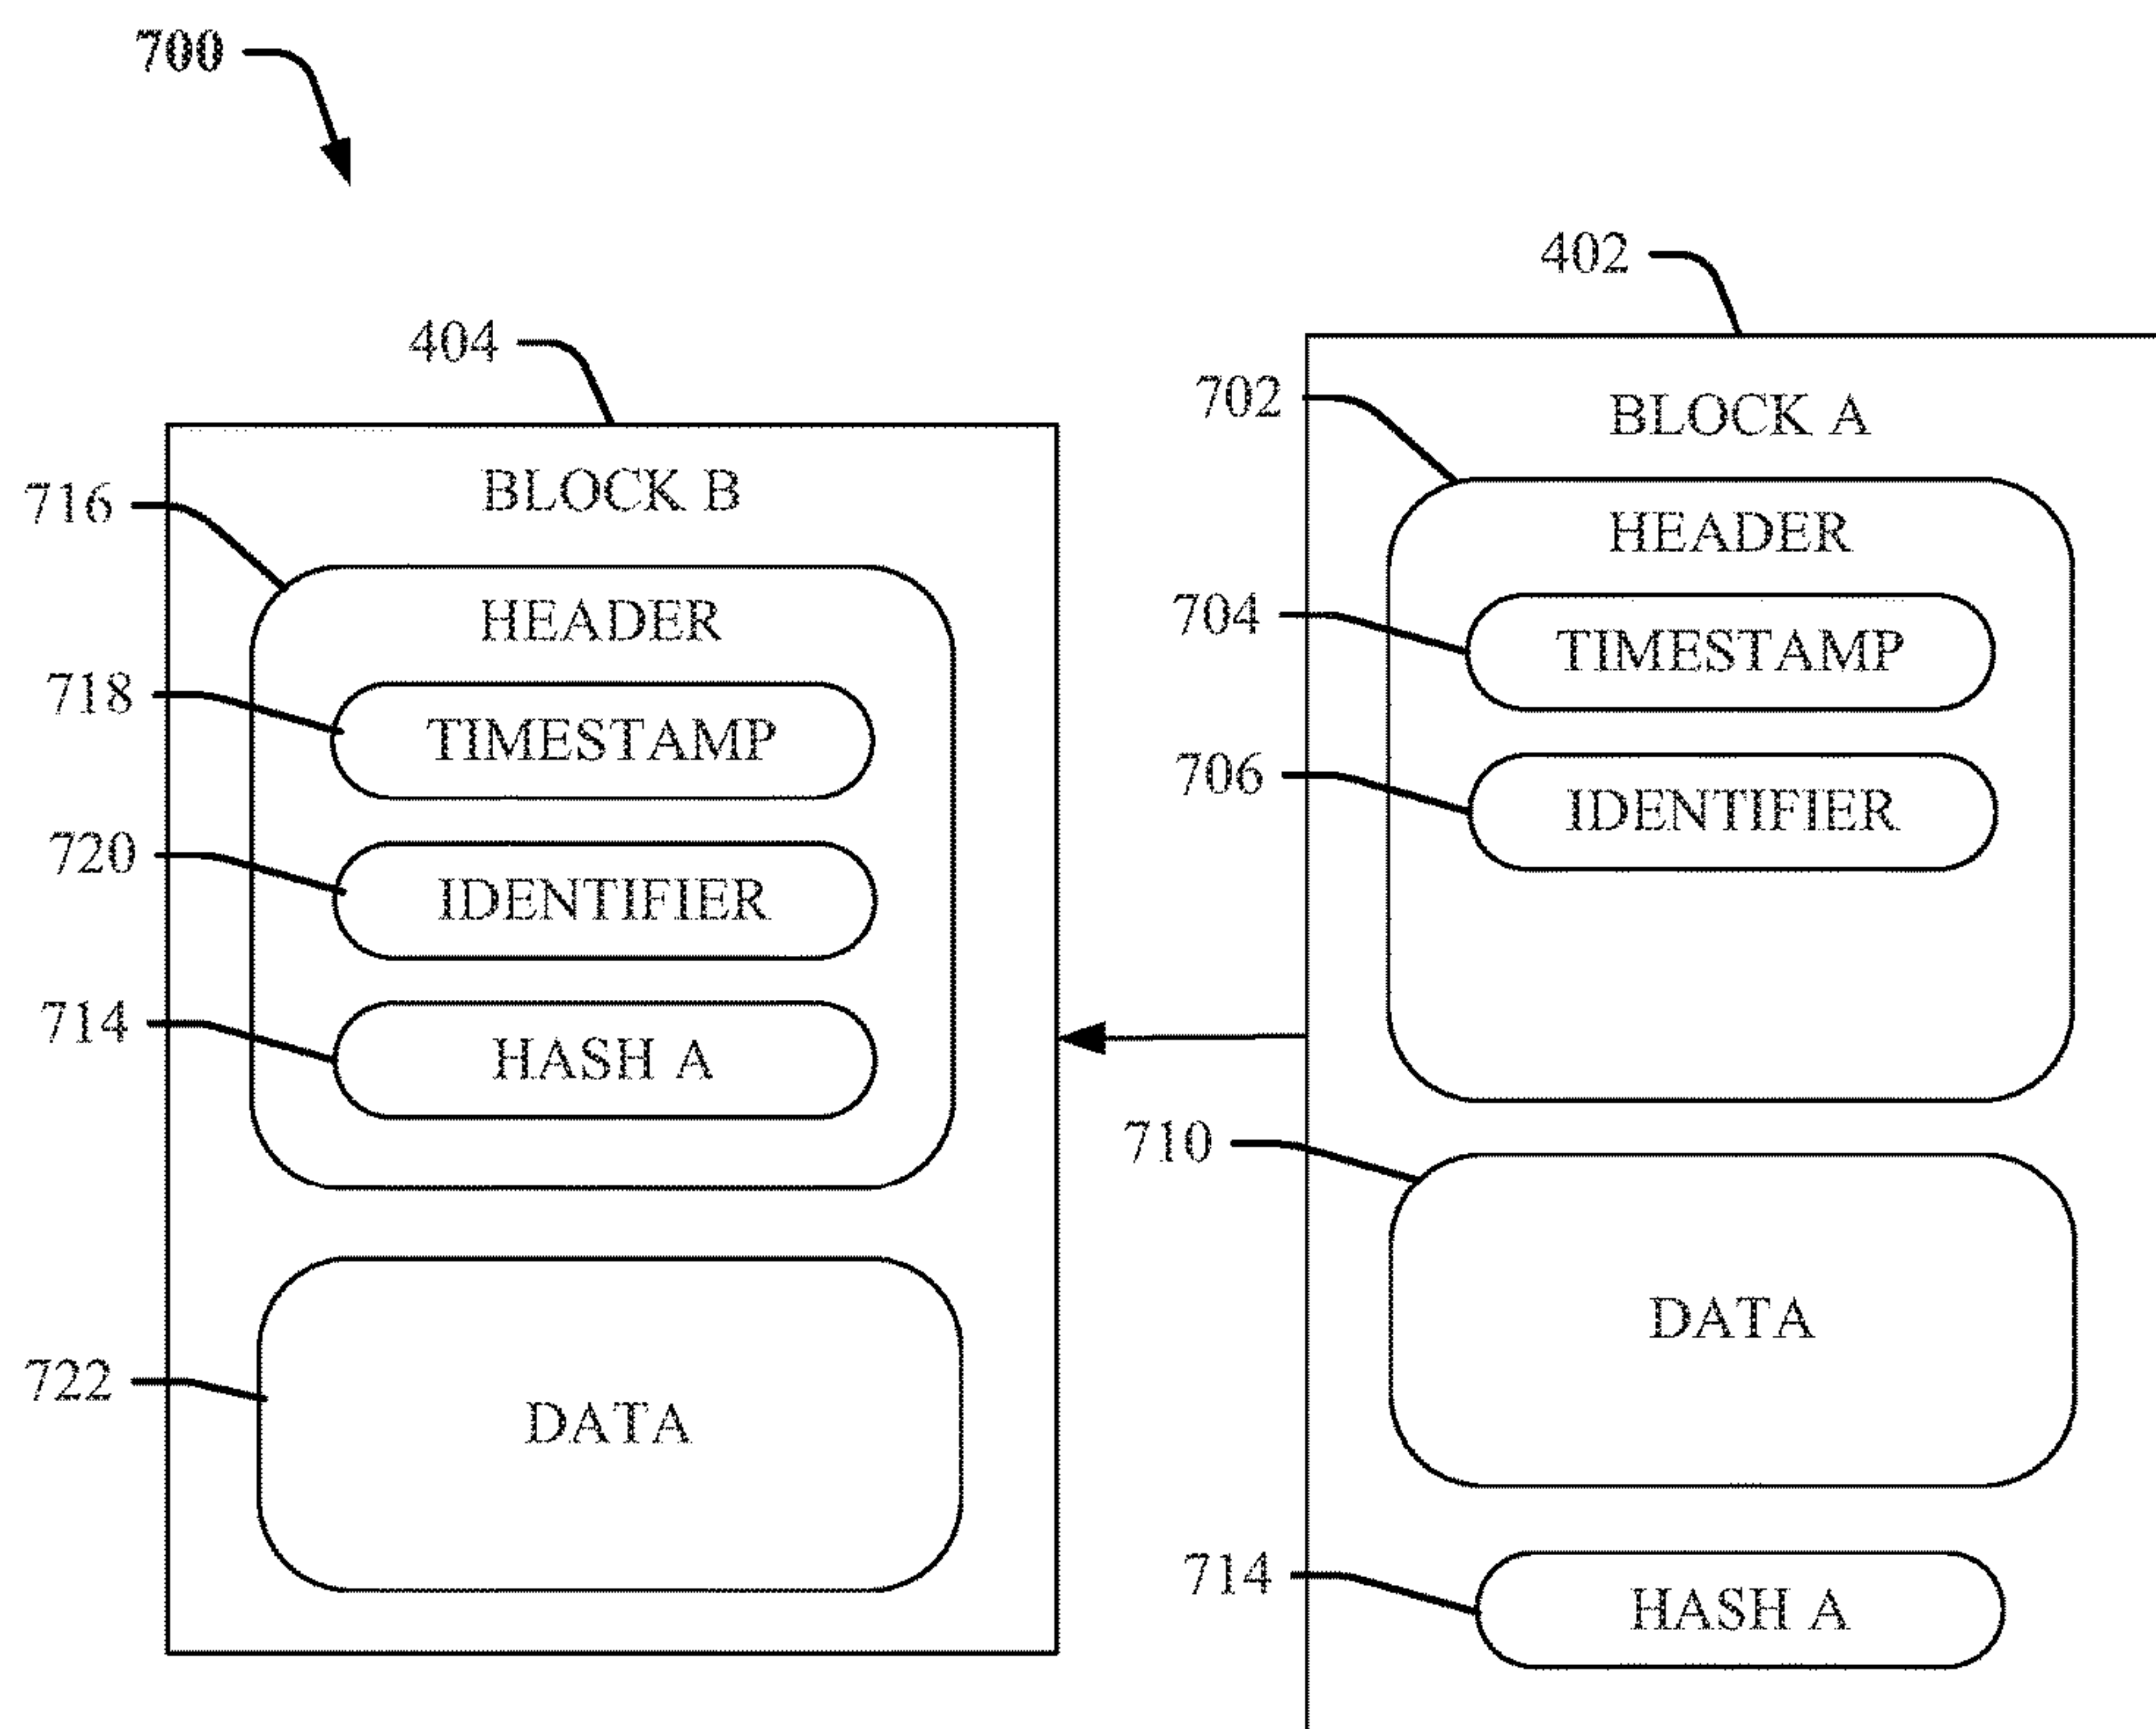 700
402
404
702
BLOCK A
BLOCK B
716
HEADER
HEADER
704
TIMESTAMP
718
TIMESTAMP
706
IDENTIFIER
720
IDENTIFIER
714
HASH A
710
DATA
722
DATA
714
HASH A